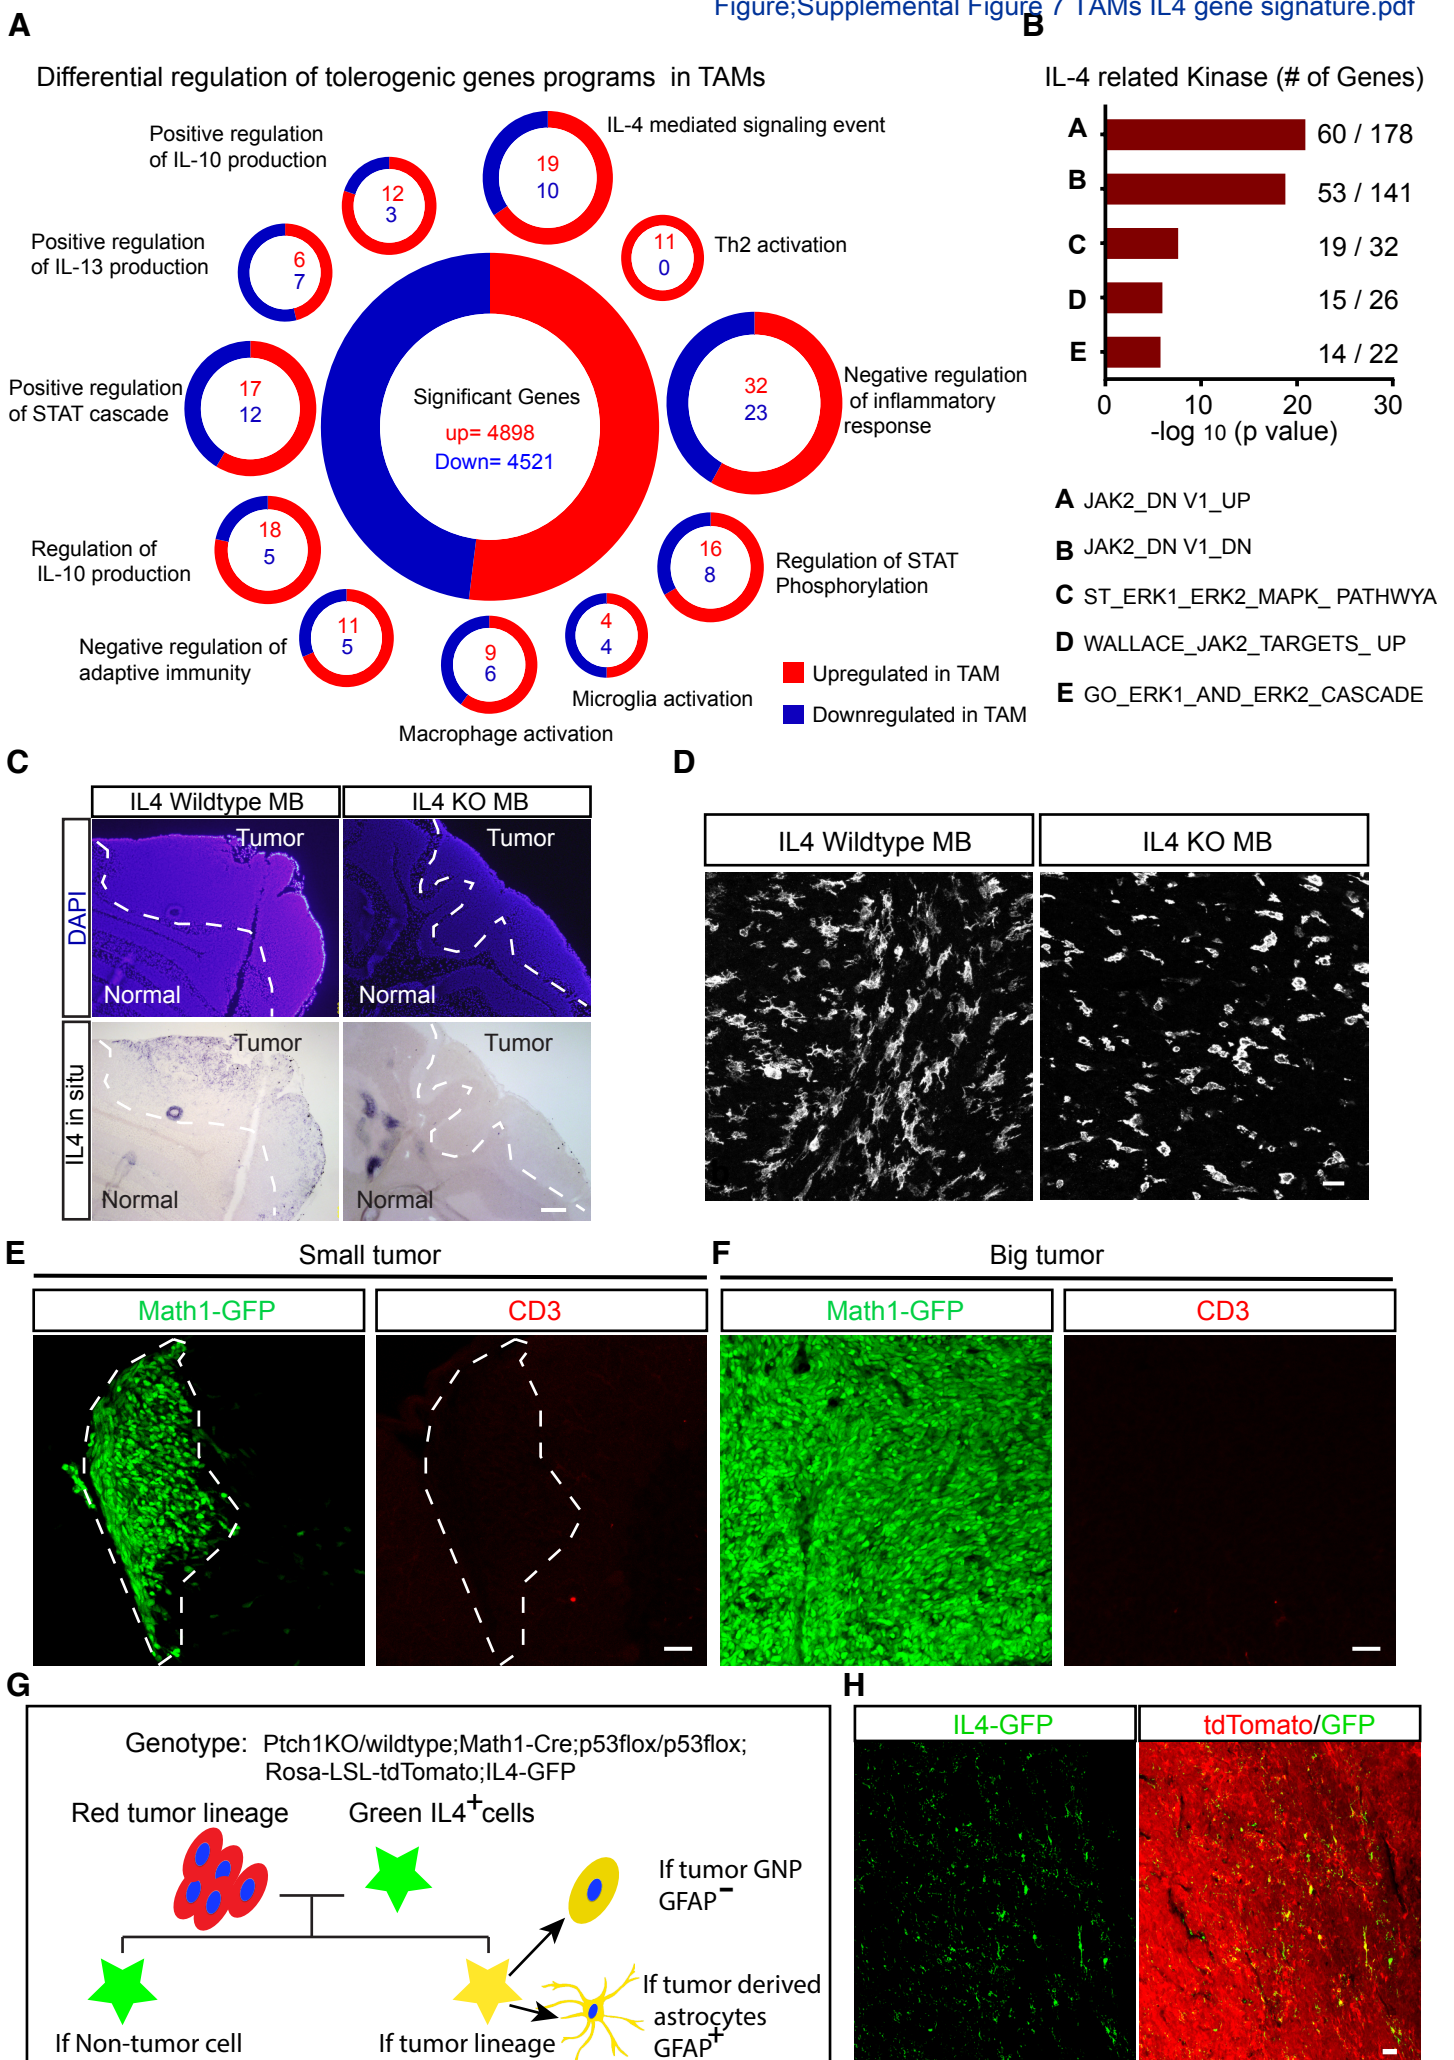 Figure;Supplemental Figure 7 TAMs IL4 gene signature.pdf
A
Differential regulation of tolerogenic genes programs in TAMs
Positive regulation
of IL-10 production
12
3
IL-4 mediated signaling event
19
10
Th2 activation
11
0
Positive regulation
of IL-13 production
6
7
Positive regulation
of STAT cascade
17
12
Significant Genes
up= 4898
Down= 4521
32
23
Negative regulation
of inflammatory
response
Regulation of
IL-10 production
18
5
16
8
Regulation of STAT
Phosphorylation
Negative regulation of
adaptive immunity
11
5
9
6
Macrophage activation
4
4
Microglia activation
Upregulated in TAM
Downregulated in TAM
B
IL-4 related Kinase (# of Genes)
A 60 / 178
B 53 / 141
C 19 / 32
D 15 / 26
E 14 / 22
0 10 20 30
-log 10 (p value)
A JAK2_DN V1_UP
B JAK2_DN V1_DN
C ST_ERK1_ERK2_MAPK_ PATHWYA
D WALLACE_JAK2_TARGETS_ UP
E GO_ERK1_AND_ERK2_CASCADE
C
IL4 Wildtype MB
IL4 KO MB
DAPI
Tumor
Normal
Tumor
Normal
IL4 in situ
Tumor
Normal
Tumor
Normal
D
IL4 Wildtype MB
IL4 KO MB
E
Small tumor
Math1-GFP
CD3
F
Big tumor
Math1-GFP
CD3
G
Genotype: Ptch1KO/wildtype;Math1-Cre;p53flox/p53flox;
Rosa-LSL-tdTomato;IL4-GFP
Red tumor lineage
Green IL4+cells
If tumor GNP
GFAP-
If tumor derived
astrocytes
GFAP+
If Non-tumor cell
If tumor lineage
H
IL4-GFP
tdTomato/GFP